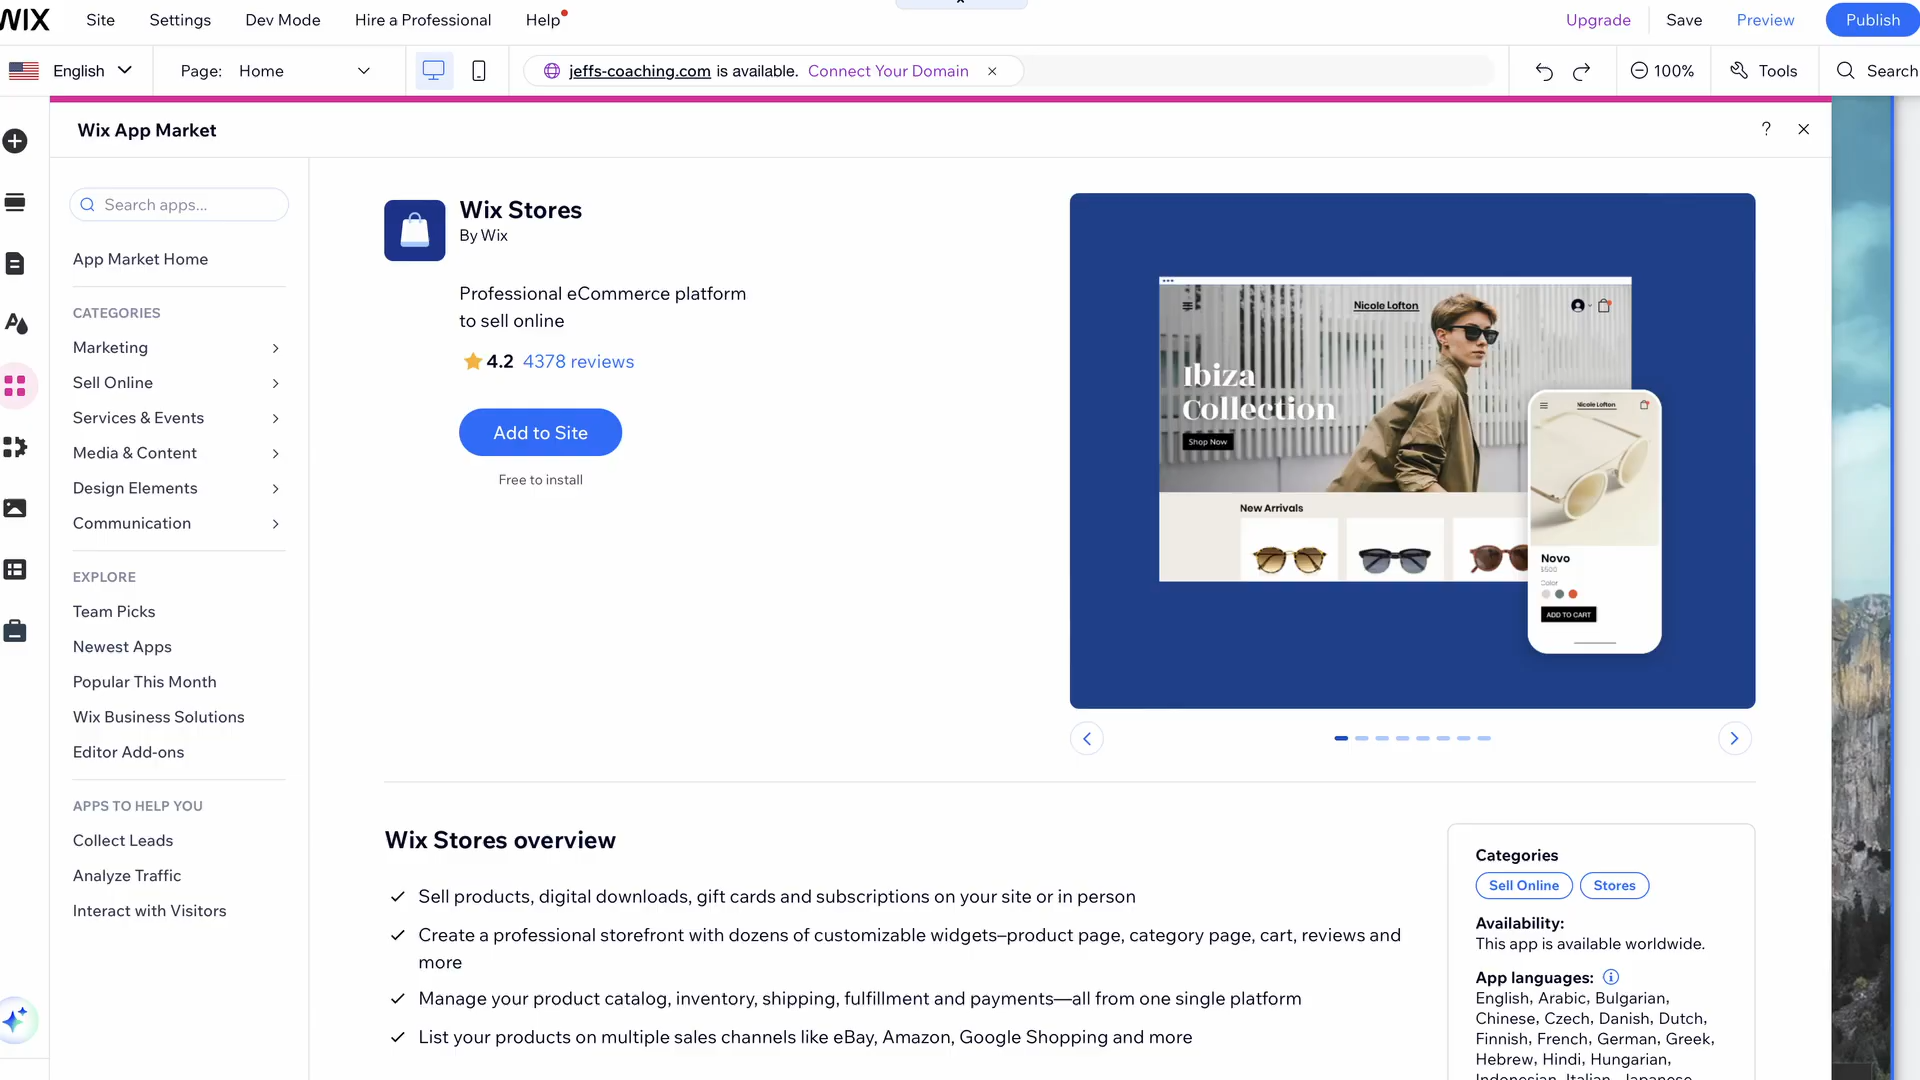 WIX
Site
Settings
Dev Mode
Hire a Professional
Help
Upgrade
Save
Preview
Publish
English
Page: Home
jeffs-coaching.com is available. Connect Your Domain
100%
Tools
Search
Wix App Market
?
Search apps...
App Market Home
CATEGORIES
Marketing
Sell Online
Services & Events
Media & Content
Design Elements
Communication
EXPLORE
Team Picks
Newest Apps
Popular This Month
Wix Business Solutions
Editor Add-ons
APPS TO HELP YOU
Collect Leads
Analyze Traffic
Interact with Visitors
Wix Stores
By Wix
Professional eCommerce platform
to sell online
4.2 4378 reviews
Add to Site
Free to install
Nicole Lofton
Ibiza
Collection
Shop Now
New Arrivals
Nicole Lofton
Novo
$500
Color
ADD TO CART
Wix Stores overview
Sell products, digital downloads, gift cards and subscriptions on your site or in person
Create a professional storefront with dozens of customizable widgets–product page, category page, cart, reviews and
more
Manage your product catalog, inventory, shipping, fulfillment and payments—all from one single platform
List your products on multiple sales channels like eBay, Amazon, Google Shopping and more
Categories
Sell Online
Stores
Availability:
This app is available worldwide.
App languages:
English, Arabic, Bulgarian,
Chinese, Czech, Danish, Dutch,
Finnish, French, German, Greek,
Hebrew, Hindi, Hungarian,
Indonesian, Italian, Japanese